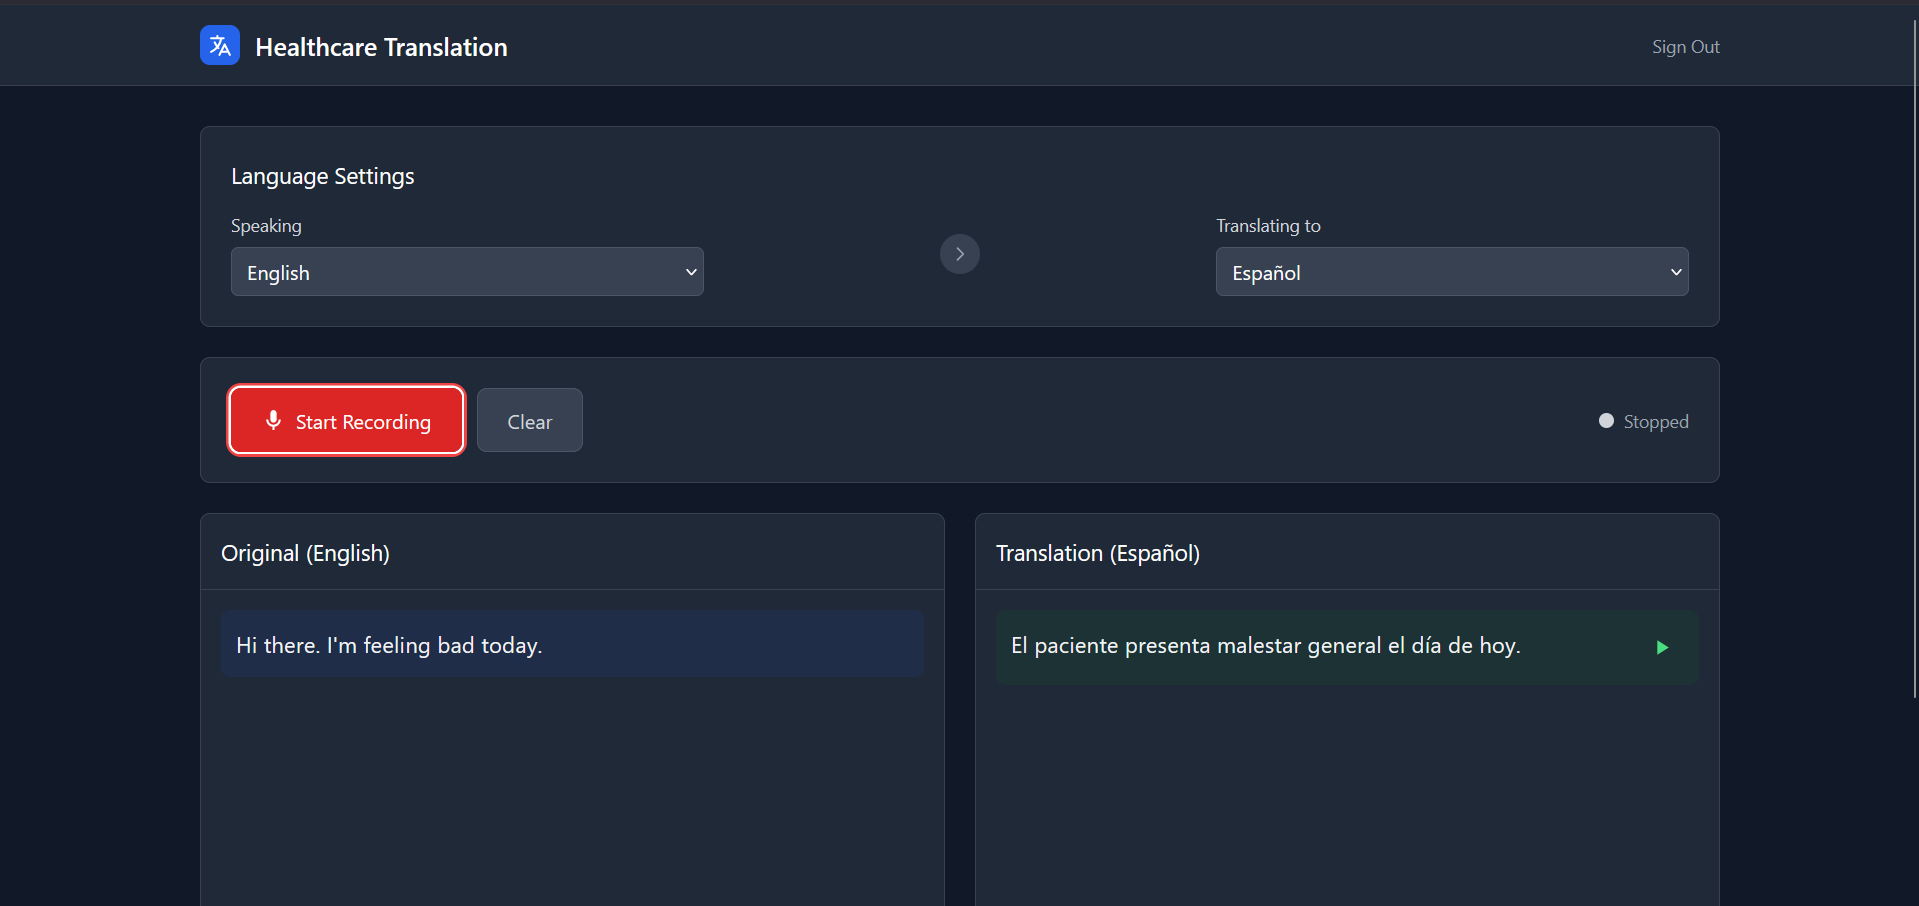 Healthcare Translation
Sign Out
Language Settings
Speaking
English
Translating to
Español
Start Recording
Clear
Stopped
Original (English)
Hi there. I'm feeling bad today.
Translation (Español)
El paciente presenta malestar general el día de hoy.